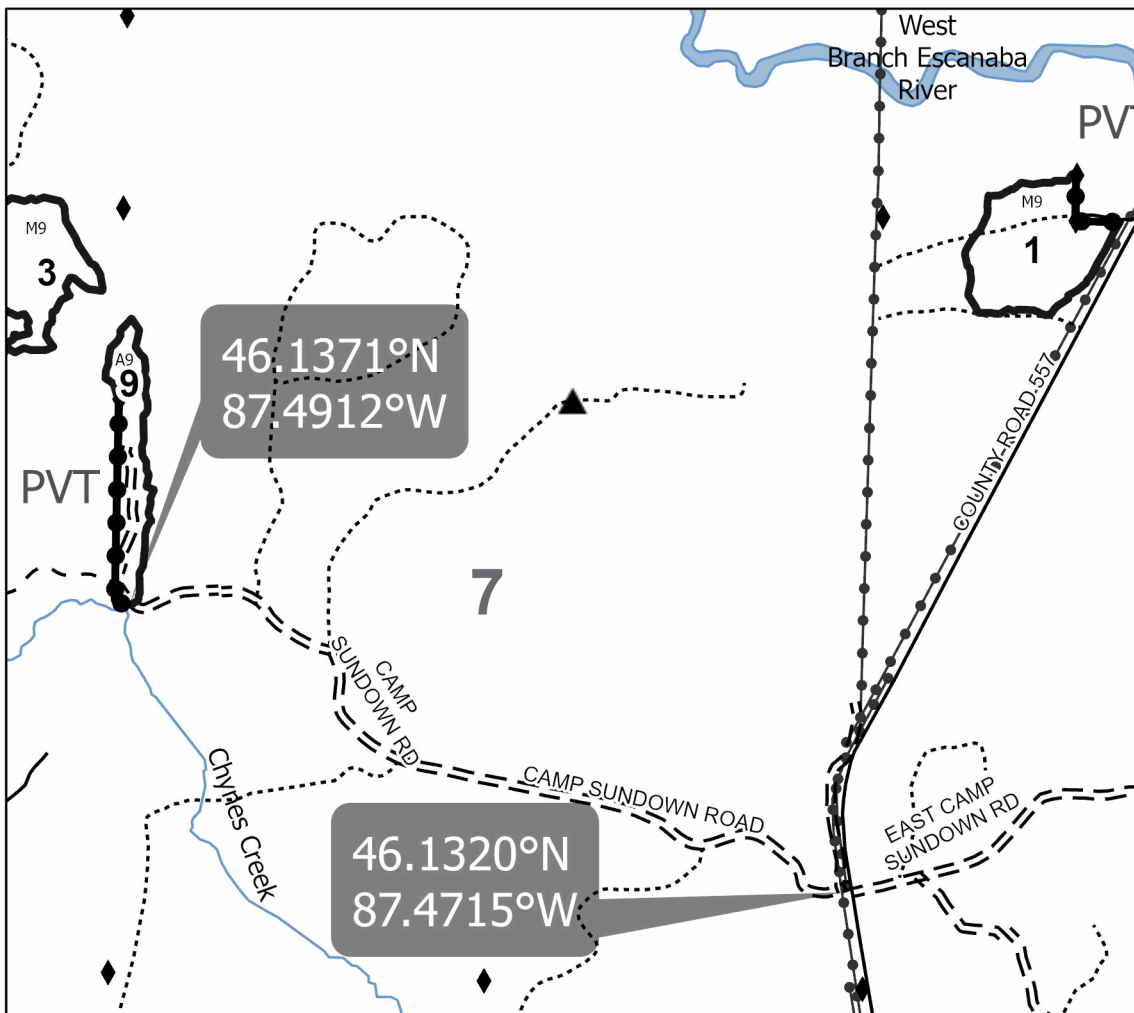 West
Branch Escanaba
River
PVT
M9
1
M9
3
A9
9
46.1371°N
87.4912°W
PVT
COUNTY ROAD 557
7
CAMP
SUNDOWN RD
Chynes Creek
CAMP SUNDOWN ROAD
EAST CAMP
SUNDOWN RD
46.1320°N
87.4715°W